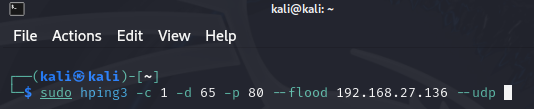 kali@kali: ~
File Actions Edit View Help
┌──(kali㉿kali)-[~]
└─$ sudo hping3 -c 1 -d 65 -p 80 --flood 192.168.27.136 --udp